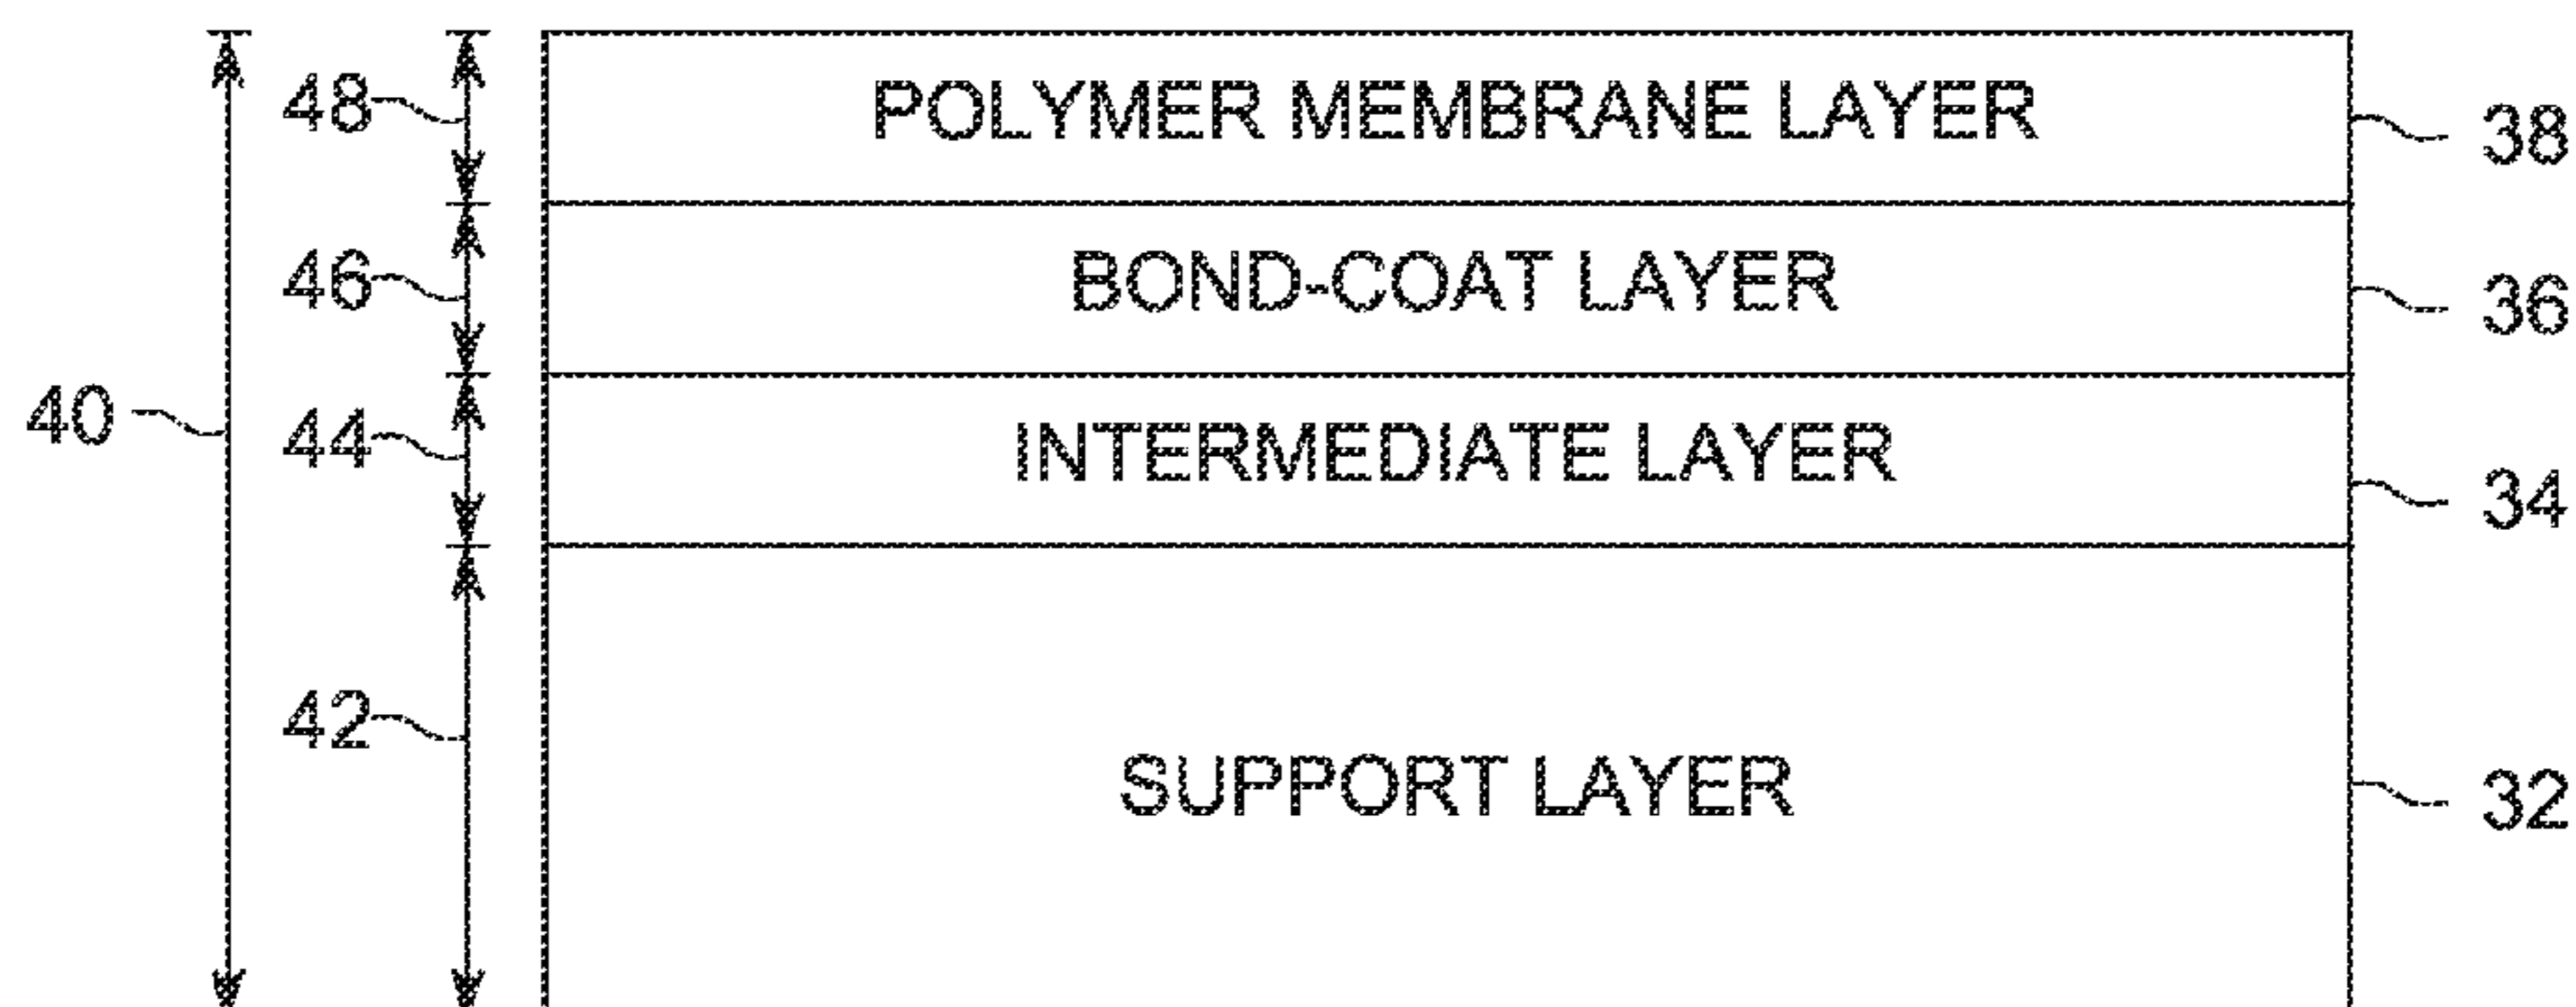 48
POLYMER MEMBRANE LAYER
38
46
BOND-COAT LAYER
36
40
44
INTERMEDIATE LAYER
34
42
SUPPORT LAYER
32